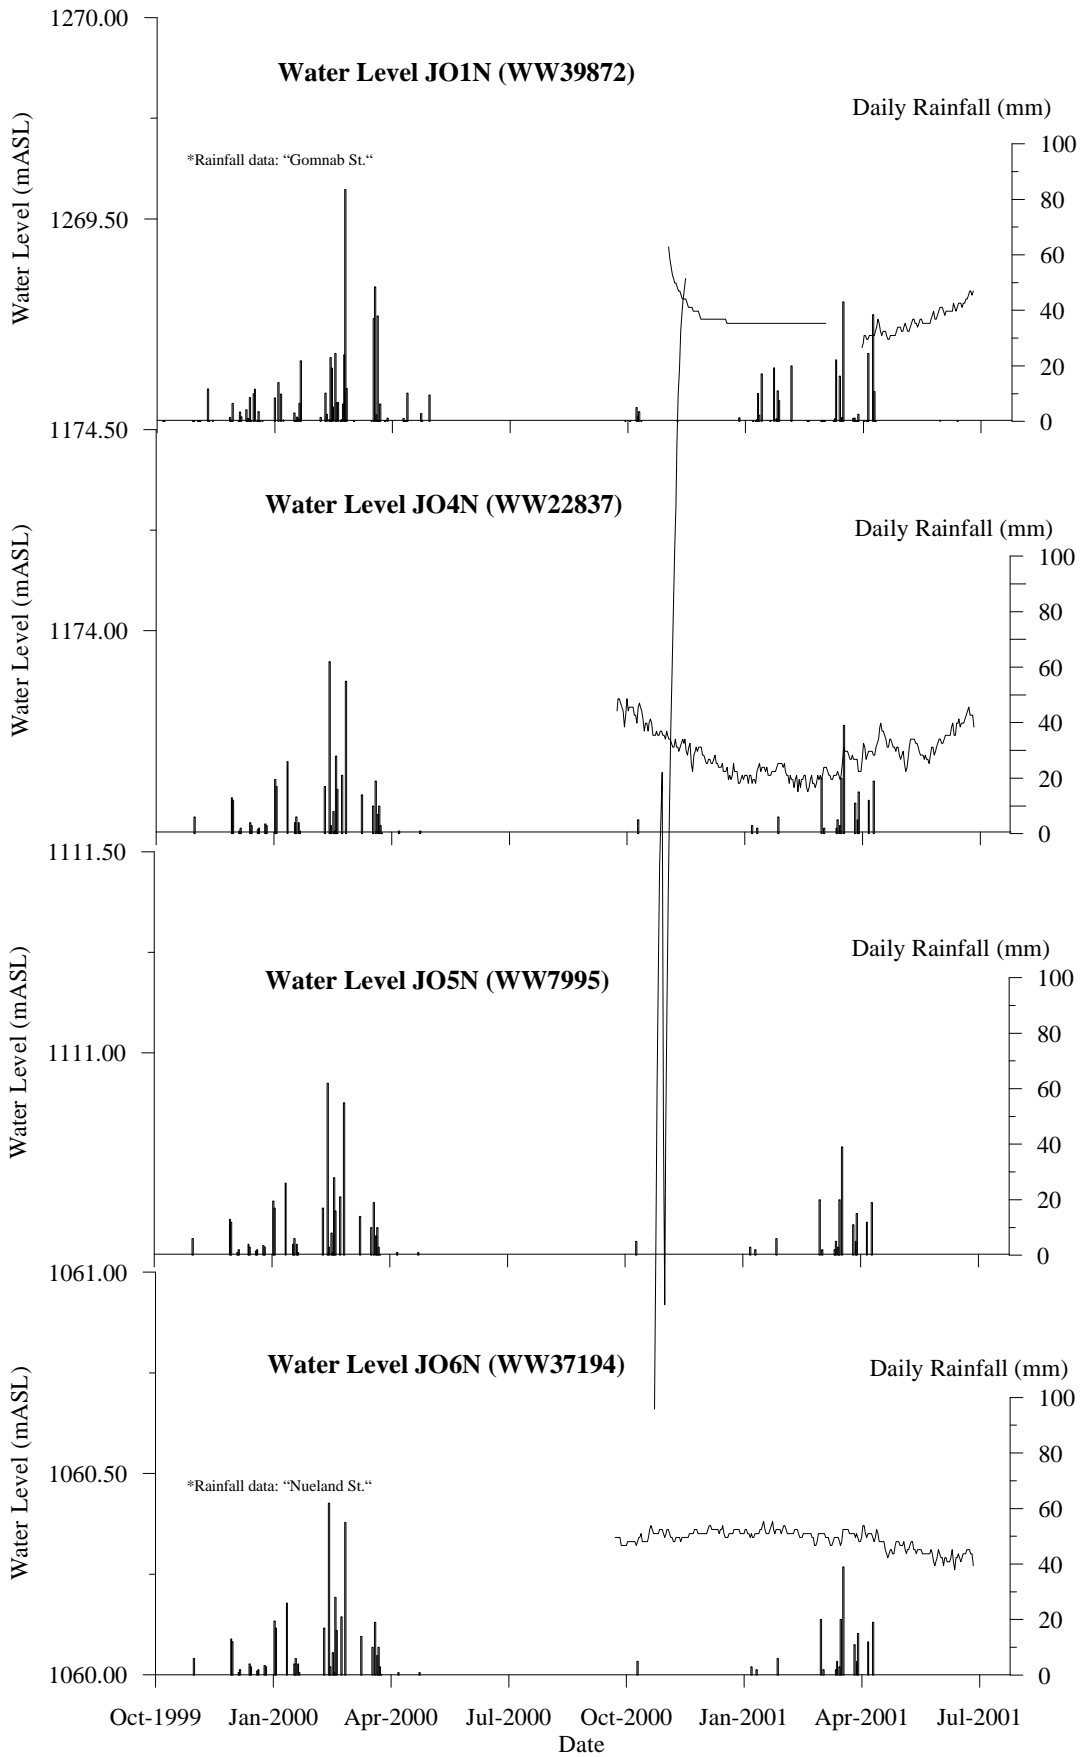 1270.00
Water Level JO1N (WW39872)
Daily Rainfall (mm)
Water Level (mASL)
*Rainfall data: “Gomnab St.“
100
80
1269.50
60
40
20
0
1174.50
Water Level JO4N (WW22837)
Daily Rainfall (mm)
Water Level (mASL)
100
80
1174.00
60
40
20
0
1111.50
Daily Rainfall (mm)
Water Level JO5N (WW7995)
Water Level (mASL)
100
80
1111.00
60
40
20
0
1061.00
Water Level JO6N (WW37194)
Daily Rainfall (mm)
Water Level (mASL)
100
80
1060.50
*Rainfall data: “Nueland St.“
60
40
20
1060.00
0
Oct-1999 Jan-2000 Apr-2000 Jul-2000 Oct-2000 Jan-2001 Apr-2001 Jul-2001
Date